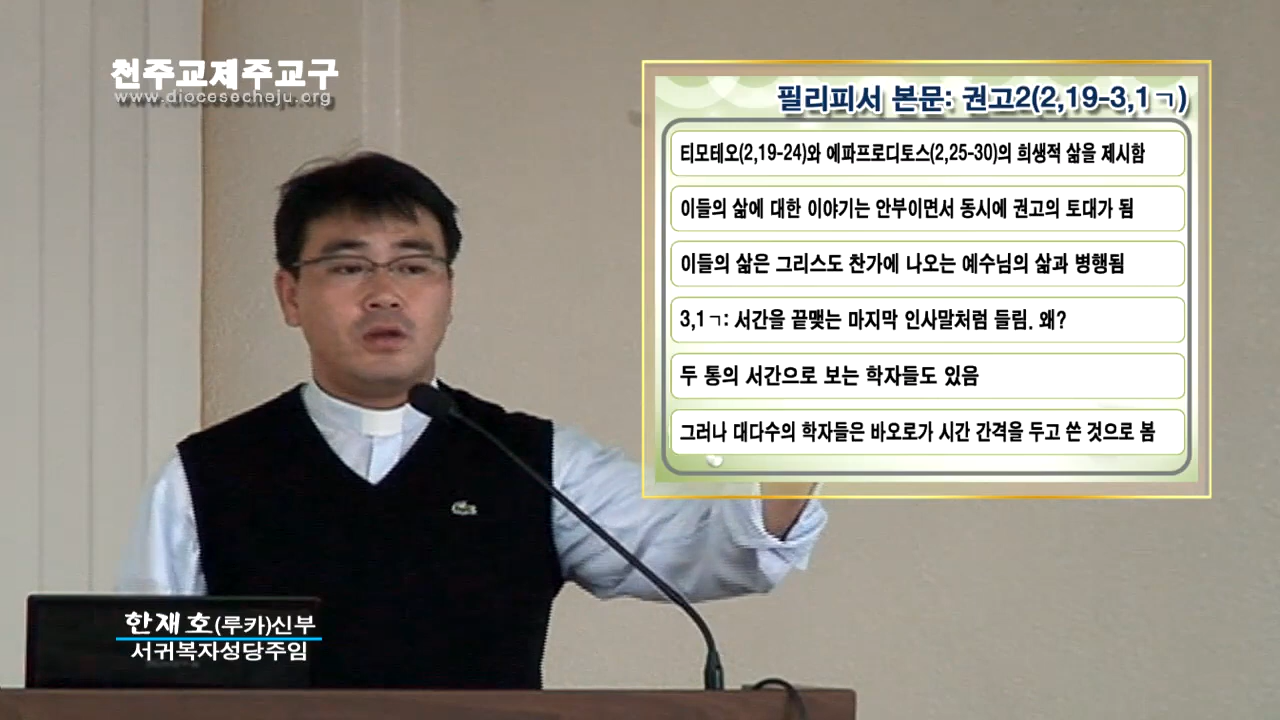 천주교제주교구
www.diocesecheju.org
필리피서 본문: 권고2(2,19-3,1ㄱ)
티모테오(2,19-24)와 에파프로디토스(2,25-30)의 희생적 삶을 제시함
이들의 삶에 대한 이야기는 안부이면서 동시에 권고의 토대가 됨
이들의 삶은 그리스도 찬가에 나오는 예수님의 삶과 병행됨
3,1ㄱ: 서간을 끝맺는 마지막 인사말처럼 들림. 왜?
두 통의 서간으로 보는 학자들도 있음
그러나 대다수의 학자들은 바오로가 시간 간격을 두고 쓴 것으로 봄
한재호(루카)신부
서귀복자성당주임